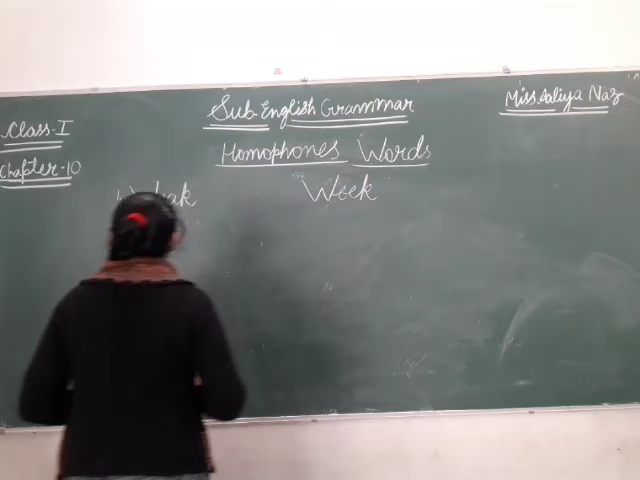 Sub English Grammar
Miss. Aaliya Naz
Class-I
Homophones Words
Chapter-10
Week